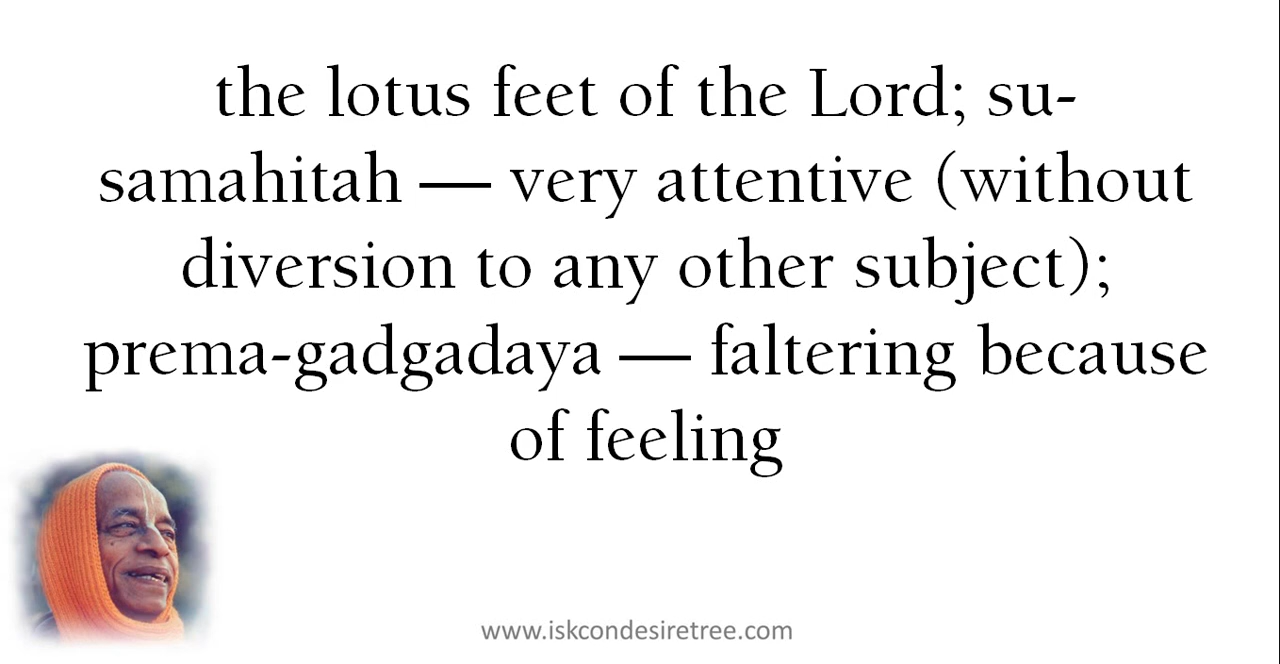 the lotus feet of the Lord; su-
samahitah — very attentive (without
diversion to any other subject);
prema-gadgadaya — faltering because
of feeling
www.iskcondesiretree.com